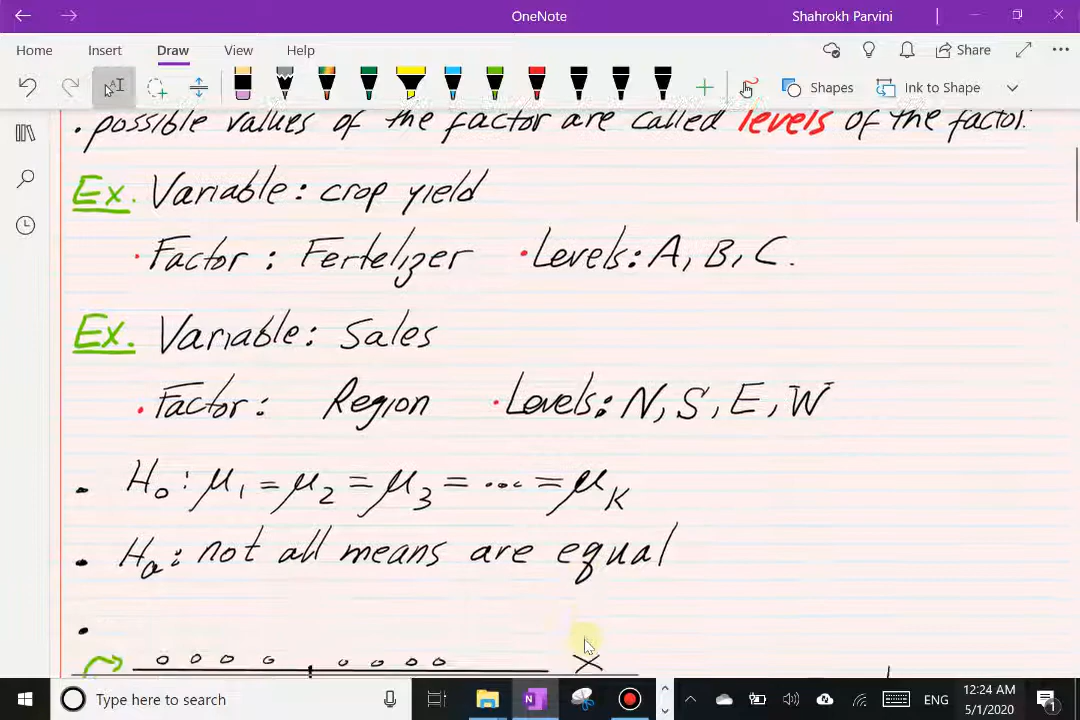 OneNote
Shahrokh Parvini
Home Insert Draw View Help
Share
Shapes
Ink to Shape
• possible values of the factor are called levels of the factor.
Ex. Variable: crop yield
• Factor: Fertelizer • Levels: A, B, C.
Ex. Variable: Sales
• Factor: Region • Levels: N, S, E, W
• H₀: μ₁ = μ₂ = μ₃ = ... = μK
• Ha: not all means are equal
Type here to search
ENG
12:24 AM
5/1/2020
1